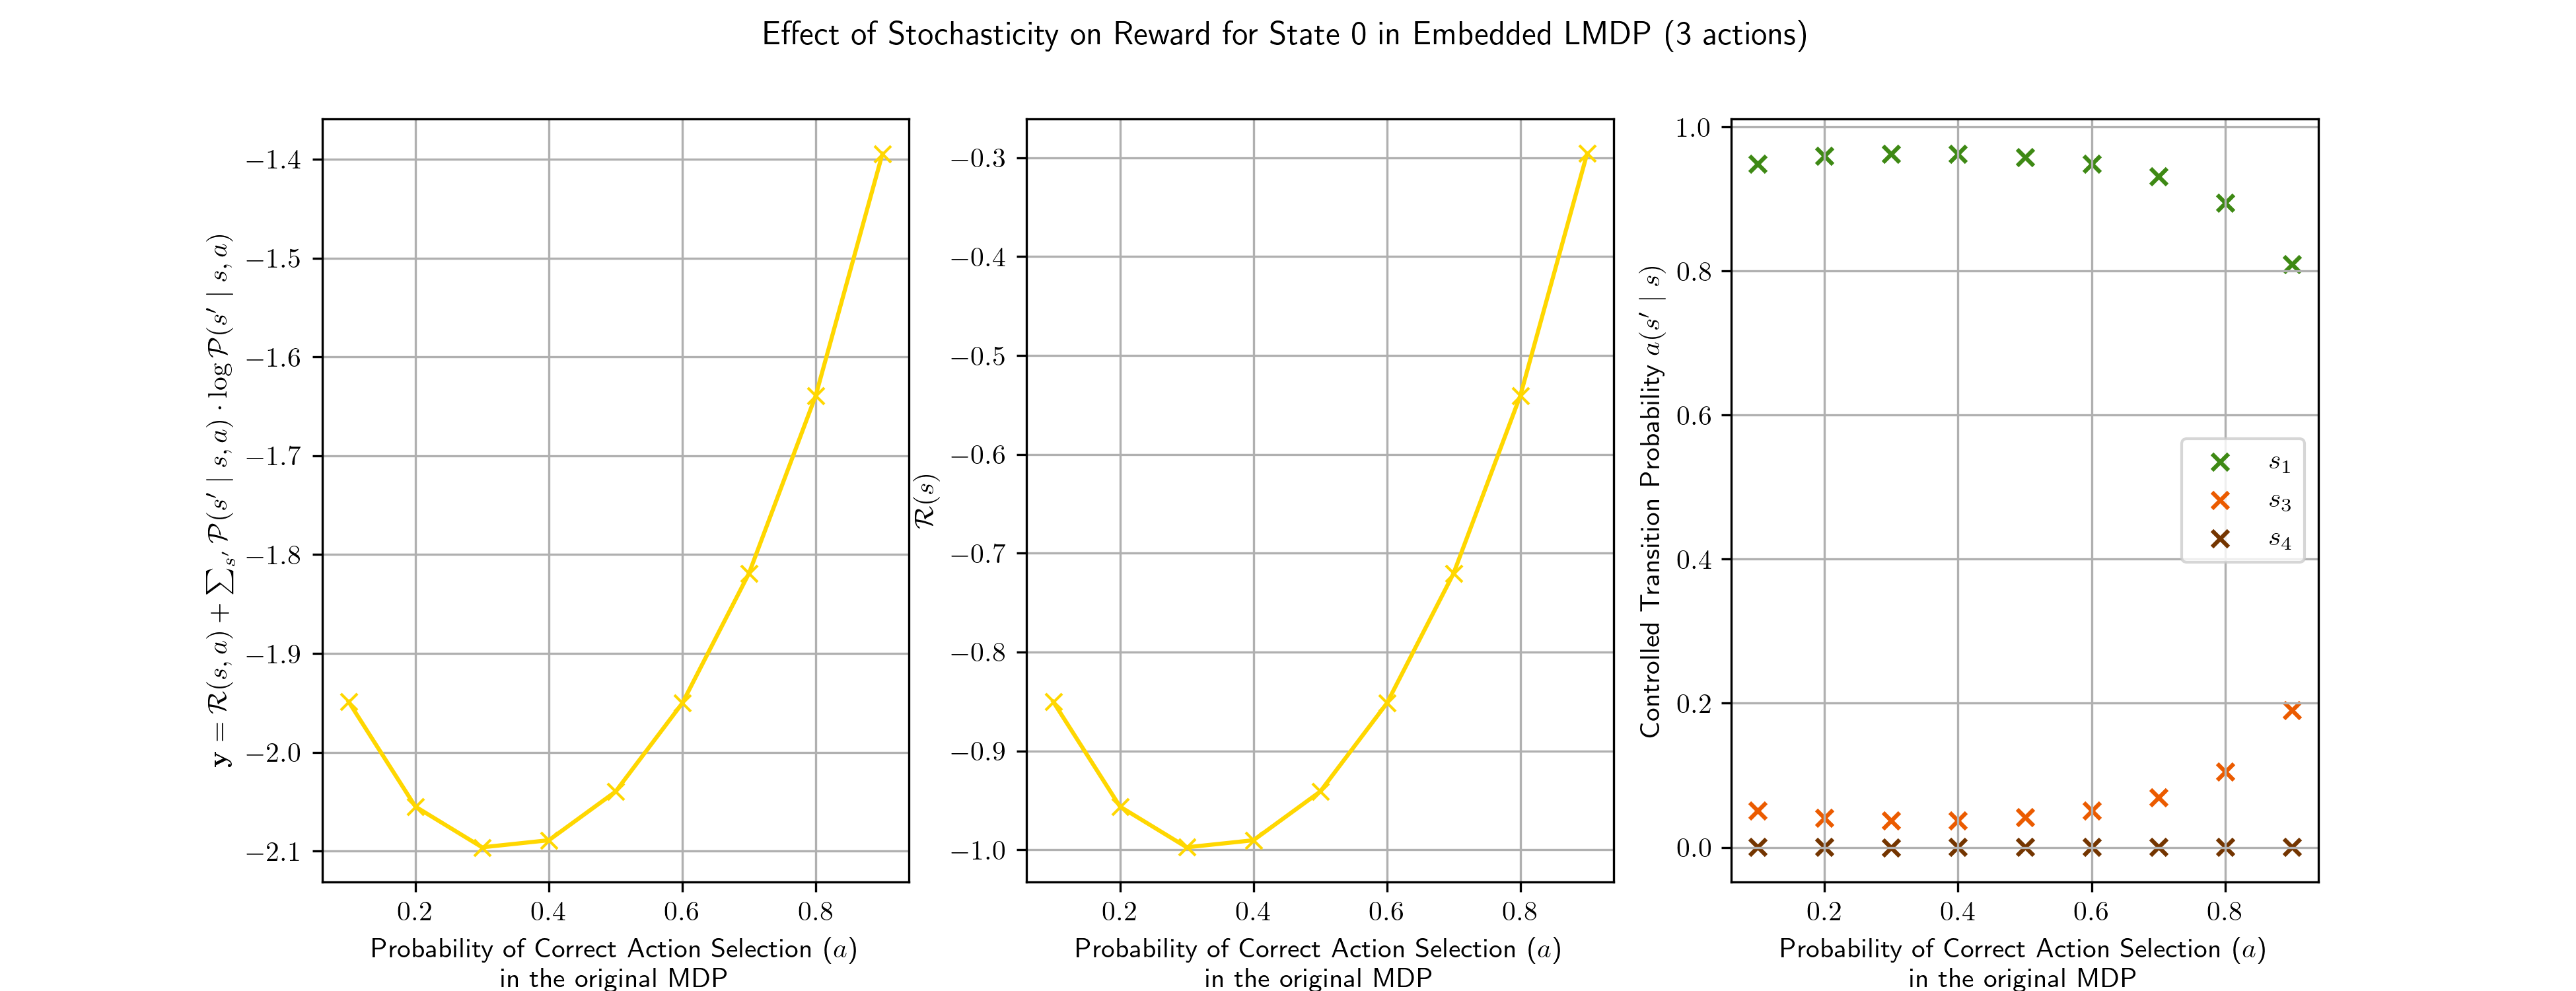 Effect of Stochasticity on Reward for State 0 in Embedded LMDP (3 actions)
y = R(s, a) + ∑s′ P(s′ | s, a) · log P(s′ | s, a)
−1.4
−1.5
−1.6
−1.7
−1.8
−1.9
−2.0
−2.1
0.2 0.4 0.6 0.8
Probability of Correct Action Selection (a)
in the original MDP
R(s)
−0.3
−0.4
−0.5
−0.6
−0.7
−0.8
−0.9
−1.0
0.2 0.4 0.6 0.8
Probability of Correct Action Selection (a)
in the original MDP
Controlled Transition Probability a(s′ | s)
1.0
0.8
0.6
0.4
0.2
0.0
s1
s3
s4
0.2 0.4 0.6 0.8
Probability of Correct Action Selection (a)
in the original MDP